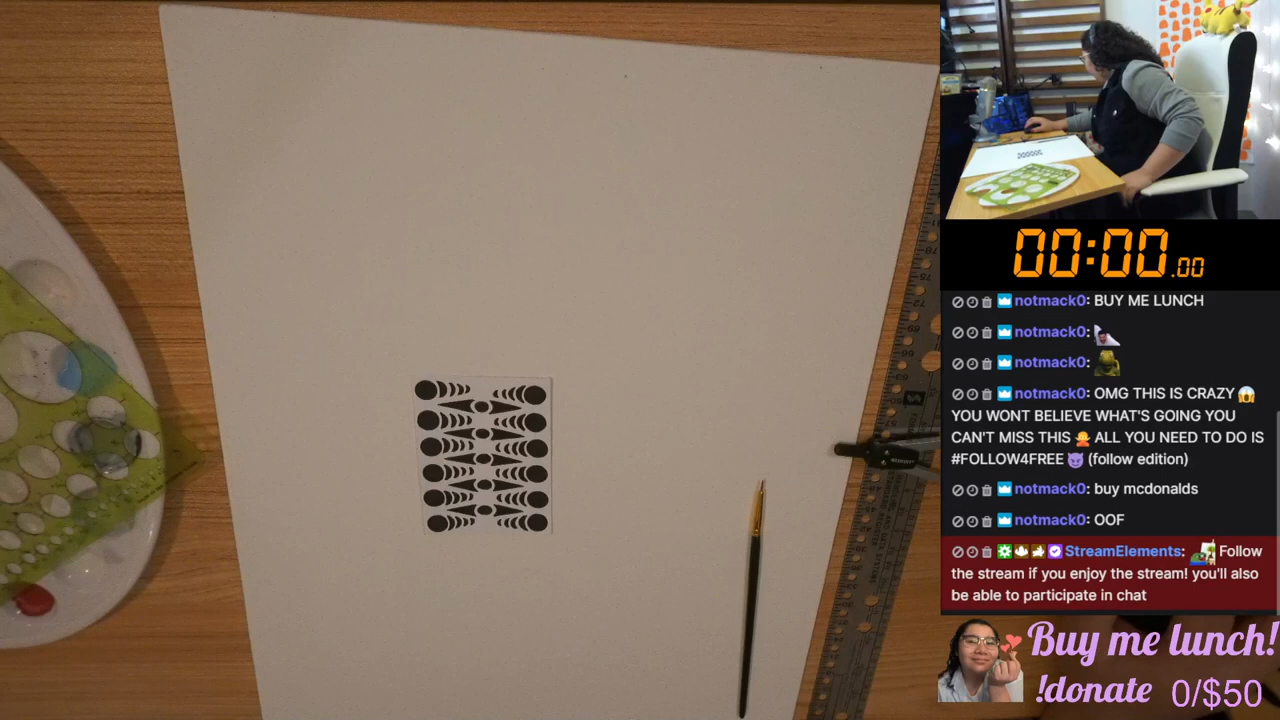 00:00.00
notmack0: BUY ME LUNCH
notmack0:
notmack0:
notmack0: OMG THIS IS CRAZY 😱
YOU WONT BELIEVE WHAT'S GOING YOU
CAN'T MISS THIS 🙅 ALL YOU NEED TO DO IS
#FOLLOW4FREE 😈 (follow edition)
notmack0: buy mcdonalds
notmack0: OOF
StreamElements: Follow
the stream if you enjoy the stream! you'll also
be able to participate in chat
Buy me lunch!
!donate 0/$50